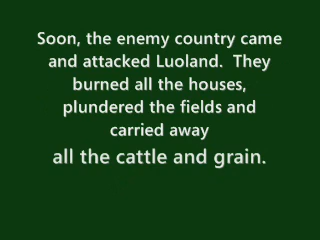 Soon, the enemy country came
and attacked Luoland.  They
burned all the houses,
plundered the fields and
carried away
all the cattle and grain.